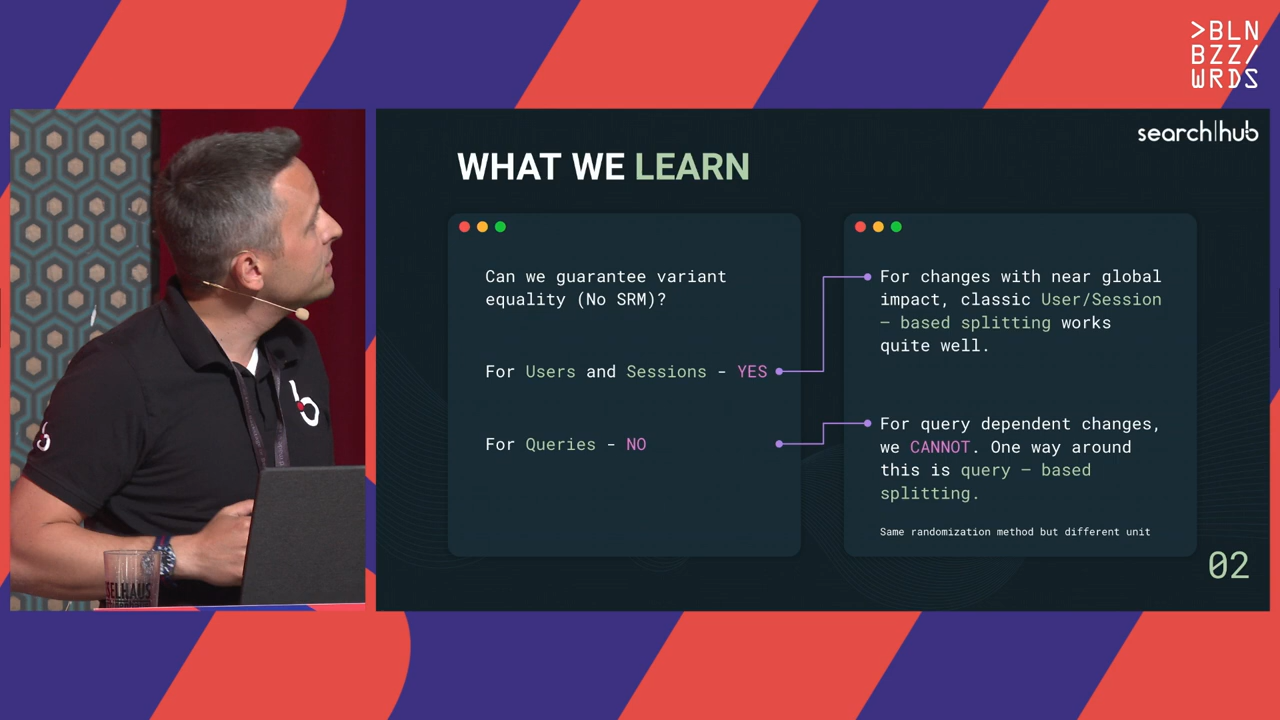 >BLN
BZZ/
WRDS
search|hub
WHAT WE LEARN
Can we guarantee variant
equality (No SRM)?
For Users and Sessions - YES
For Queries - NO
For changes with near global
impact, classic User/Session
– based splitting works
quite well.
For query dependent changes,
we CANNOT. One way around
this is query – based
splitting.
Same randomization method but different unit
02